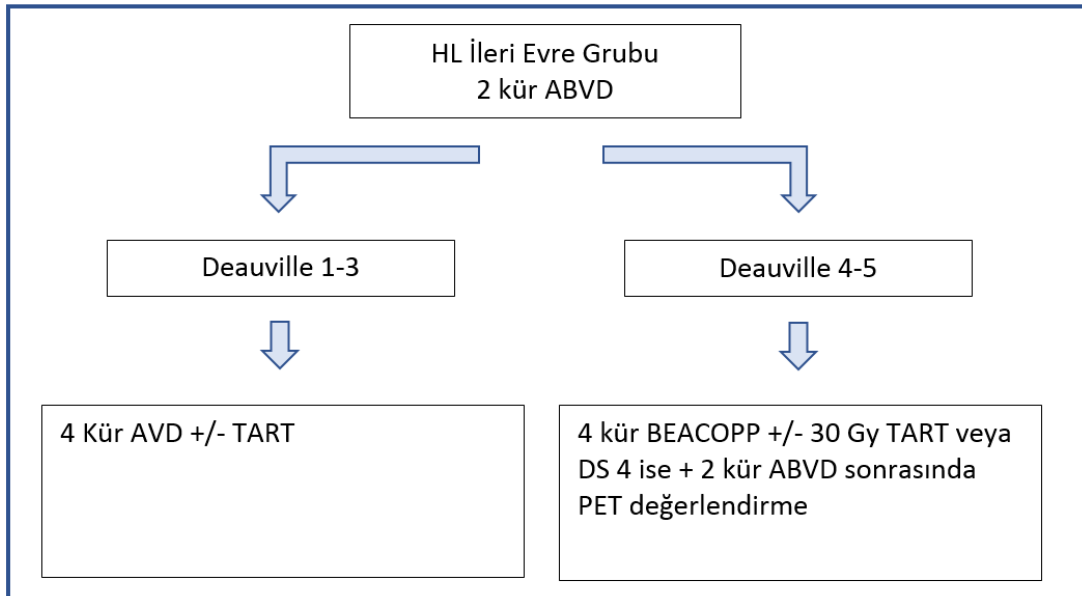 HL İleri Evre Grubu
2 kür ABVD
Deauville 1-3
Deauville 4-5
4 Kür AVD +/- TART
4 kür BEACOPP +/- 30 Gy TART veya
DS 4 ise + 2 kür ABVD sonrasında
PET değerlendirme